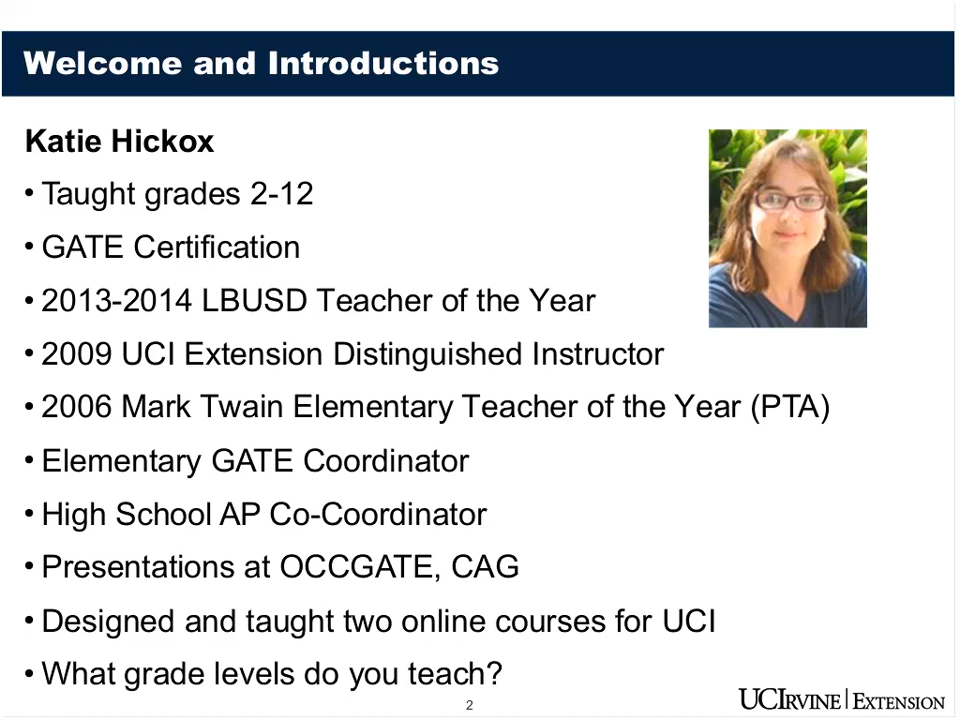 Welcome and Introductions
Katie Hickox
• Taught grades 2-12
• GATE Certification
• 2013-2014 LBUSD Teacher of the Year
• 2009 UCI Extension Distinguished Instructor
• 2006 Mark Twain Elementary Teacher of the Year (PTA)
• Elementary GATE Coordinator
• High School AP Co-Coordinator
• Presentations at OCCGATE, CAG
• Designed and taught two online courses for UCI
• What grade levels do you teach?
2
UCIRVINE | EXTENSION